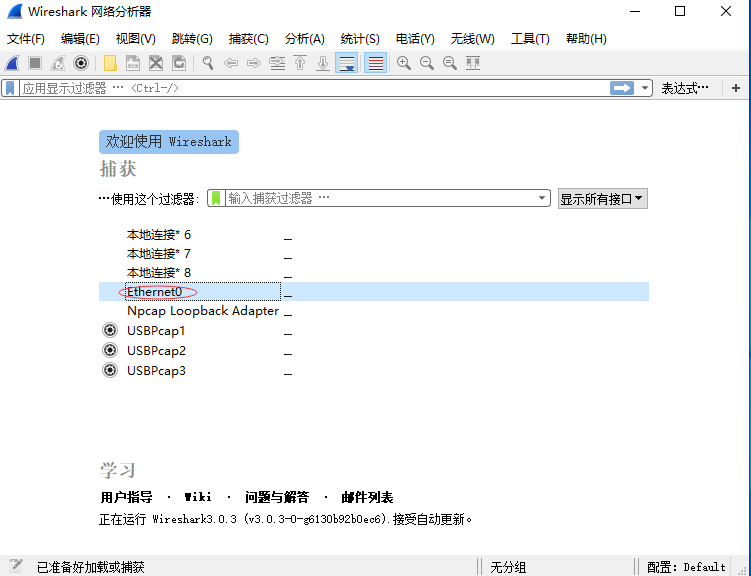 Wireshark 网络分析器
文件(F) 编辑(E) 视图(V) 跳转(G) 捕获(C) 分析(A) 统计(S) 电话(Y) 无线(W) 工具(T) 帮助(H)
应用显示过滤器 … <Ctrl-/> 表达式… +
欢迎使用 Wireshark
捕获
…使用这个过滤器: 输入捕获过滤器 … 显示所有接口
本地连接* 6
本地连接* 7
本地连接* 8
Ethernet0
Npcap Loopback Adapter
USBPcap1
USBPcap2
USBPcap3
学习
用户指导 · Wiki · 问题与解答 · 邮件列表
正在运行 Wireshark3.0.3 (v3.0.3-0-g6130b92b0ec6).接受自动更新。
已准备好加载或捕获 无分组 配置: Default